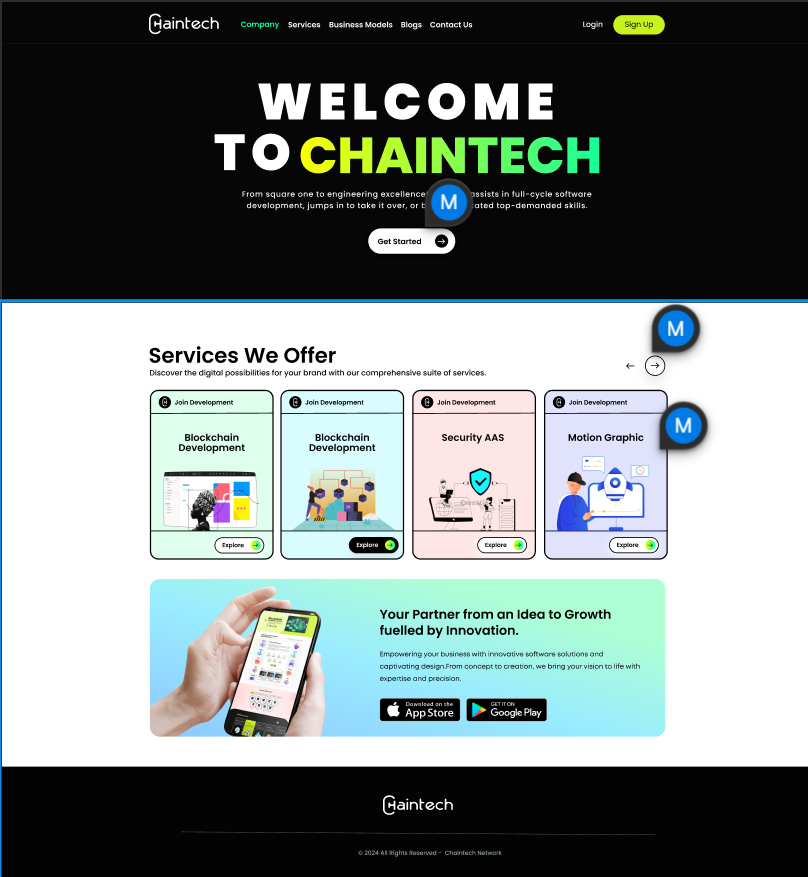 Chaintech
Company Services Business Models Blogs Contact Us
Login Sign Up
WELCOME
TO CHAINTECH
From square one to engineering excellence assists in full-cycle software
development, jumps in to take it over, or top-demanded skills.
M
Get Started
M
Services We Offer
Discover the digital possibilities for your brand with our comprehensive suite of services.
M
Join Development
Blockchain
Development
Explore
Join Development
Blockchain
Development
Explore
Join Development
Security AAS
Explore
Join Development
Motion Graphic
Explore
Your Partner from an Idea to Growth
fuelled by Innovation.
Empowering your business with innovative software solutions and
captivating design.From concept to creation, we bring your vision to life with
expertise and precision.
Download on the
App Store
GET IT ON
Google Play
Chaintech
© 2024 All Rights Reserved - Chaintech Network